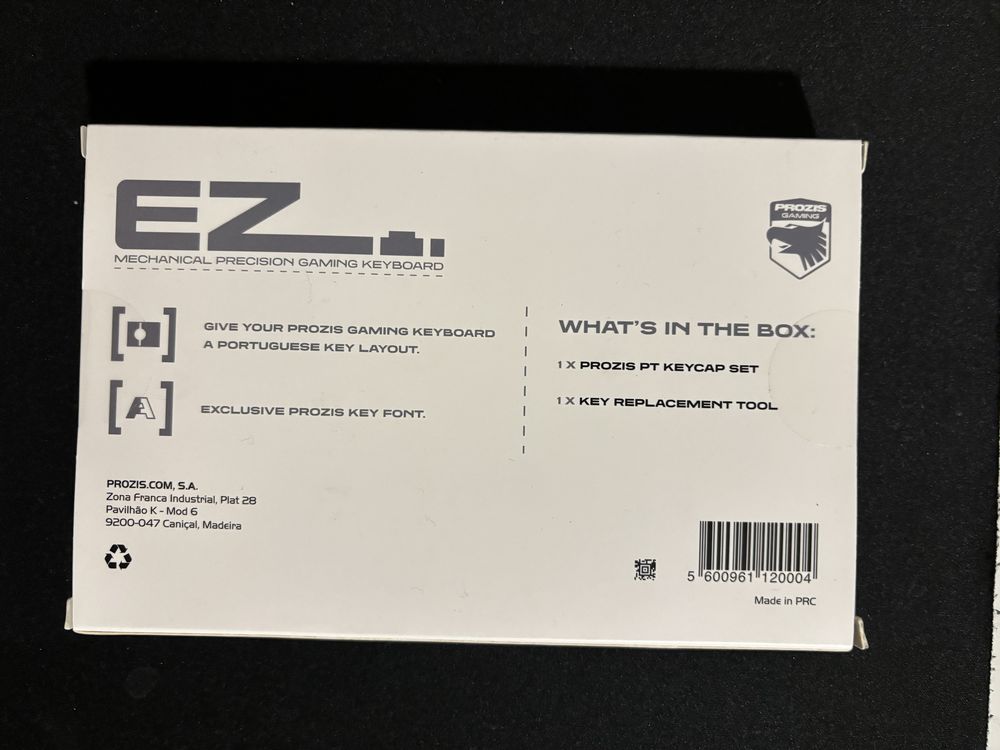 EZ
MECHANICAL PRECISION GAMING KEYBOARD
PROZIS
GAMING
GIVE YOUR PROZIS GAMING KEYBOARD
A PORTUGUESE KEY LAYOUT.
A
EXCLUSIVE PROZIS KEY FONT.
WHAT'S IN THE BOX:
1 X PROZIS PT KEYCAP SET
1 X KEY REPLACEMENT TOOL
PROZIS.COM, S.A.
Zona Franca Industrial, Plat 28
Pavilhão K - Mod 6
9200-047 Caniçal, Madeira
5 600961 120004
Made in PRC